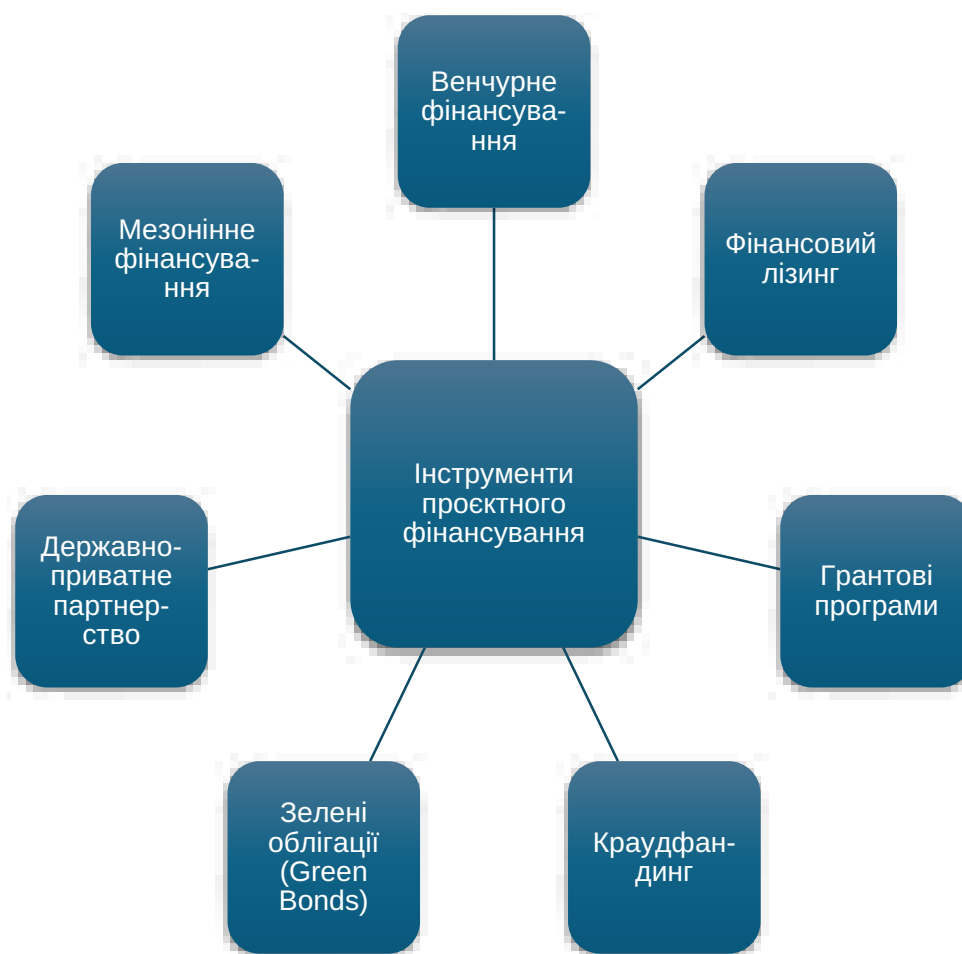 Венчурне
фінансува-
ння
Мезонінне
фінансува-
ння
Фінансовий
лізинг
Інструменти
проєктного
фінансування
Державно-
приватне
партнер-
ство
Грантові
програми
Зелені
облігації
(Green
Bonds)
Краудфан-
динг